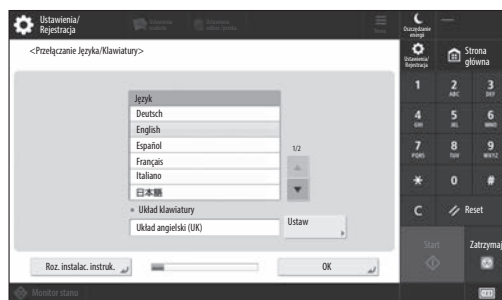 Ustawienia/
Rejestracja
Oszczędzanie
energii
<Przełączanie Języka/Klawiatury>
Ustawienia/
Rejestracja
Strona
główna
Język
Deutsch
English
Español
Français
Italiano
日本語
1/2
Układ klawiatury
Układ angielski (UK)
Ustaw
Roz. instalac. instruk.
OK
1
2
ABC
3
DEF
4
GHI
5
JKL
6
MNO
7
PQRS
8
TUV
9
WXYZ
*
0
#
C
Reset
Start
Zatrzymaj
Monitor stanu